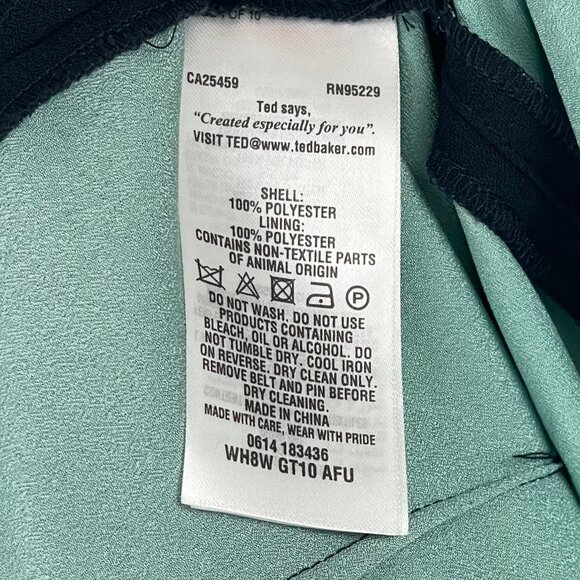 1 OF 10
CA25459 RN95229
Ted says,
“Created especially for you”.
VISIT TED@www.tedbaker.com
SHELL:
100% POLYESTER
LINING:
100% POLYESTER
CONTAINS NON-TEXTILE PARTS
OF ANIMAL ORIGIN
P
DO NOT WASH. DO NOT USE
PRODUCTS CONTAINING
BLEACH, OIL OR ALCOHOL. DO
NOT TUMBLE DRY. COOL IRON
ON REVERSE. DRY CLEAN ONLY.
REMOVE BELT AND PIN BEFORE
DRY CLEANING.
MADE IN CHINA
MADE WITH CARE, WEAR WITH PRIDE
0614 183436
WH8W GT10 AFU